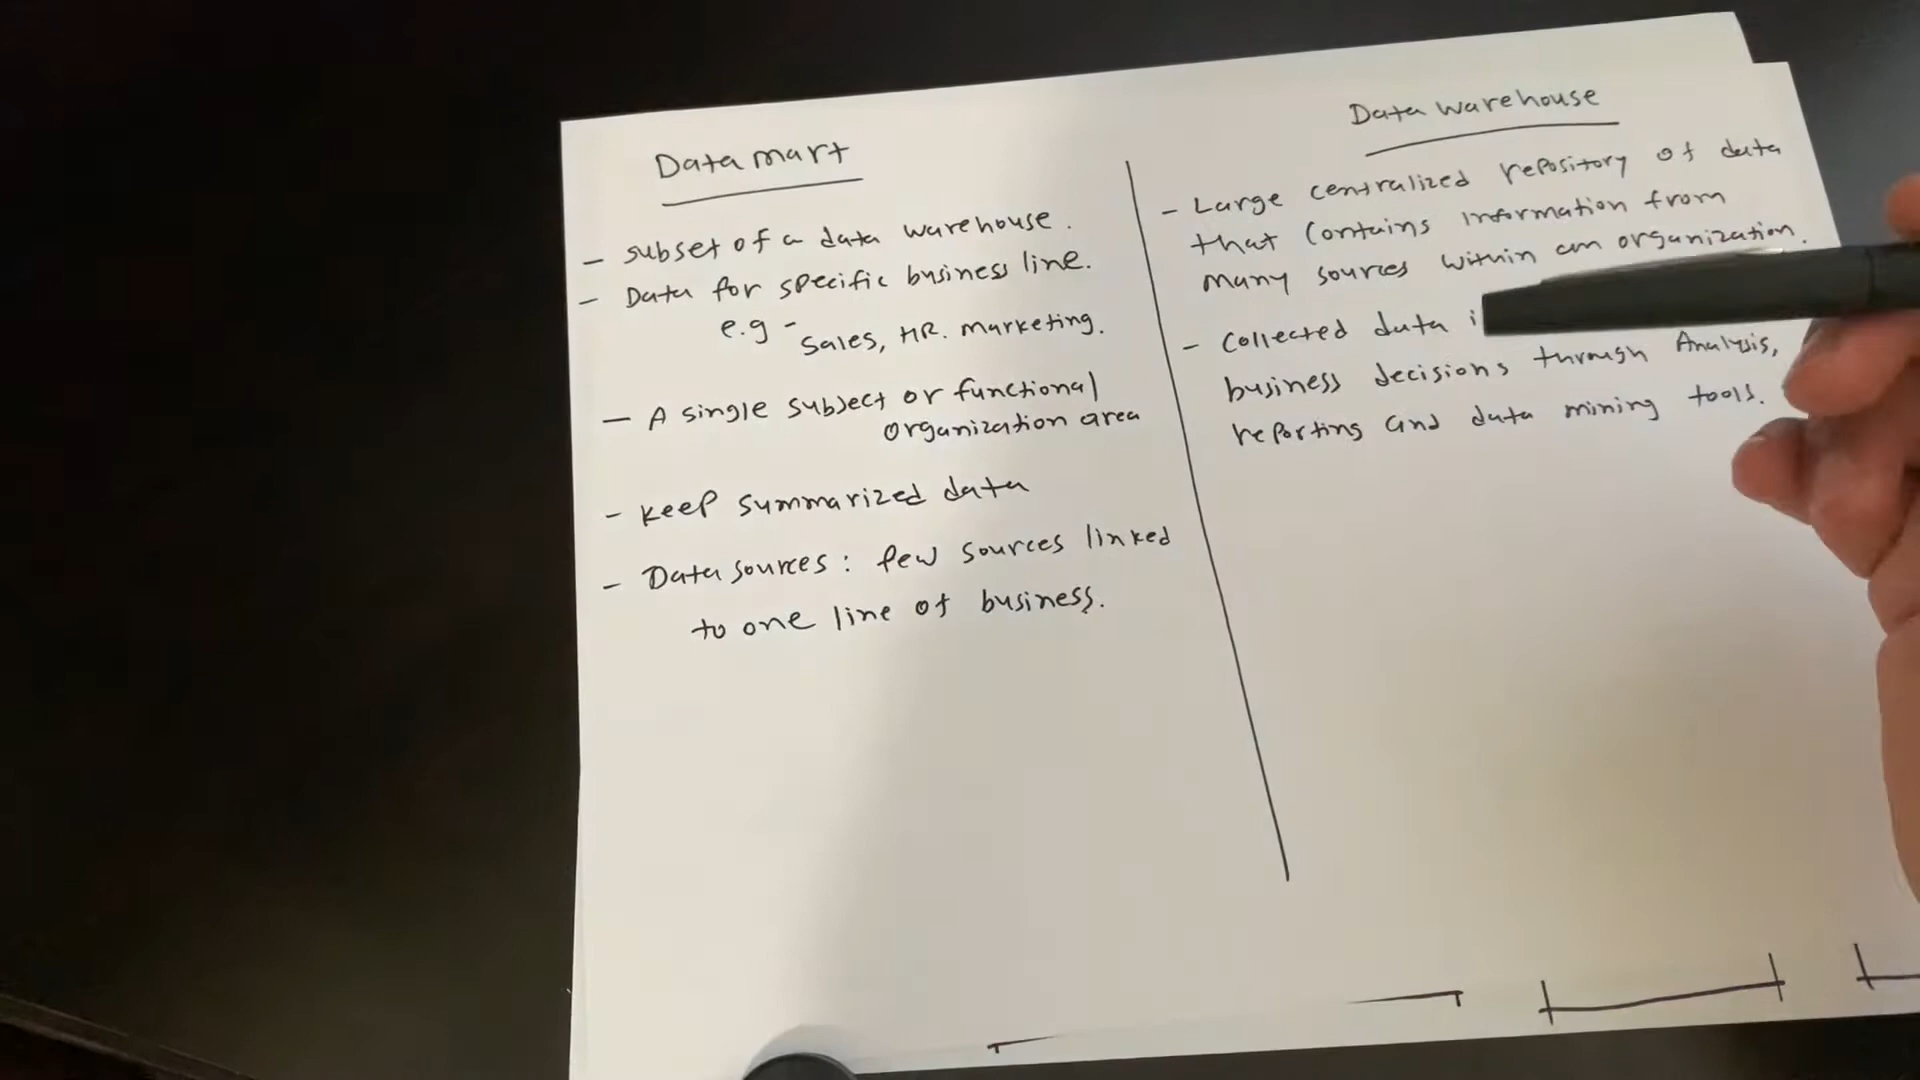 Data mart
- subset of a data warehouse.
- Data for specific business line.
e.g - Sales, HR. Marketing.
- A single subject or functional
organization area
- keep summarized data
- Data sources: few sources linked
to one line of business.
Data warehouse
- Large centralized repository of data
that contains information from
many sources within an organization.
- Collected data
business decisions through Analysis,
reporting and data mining tools.